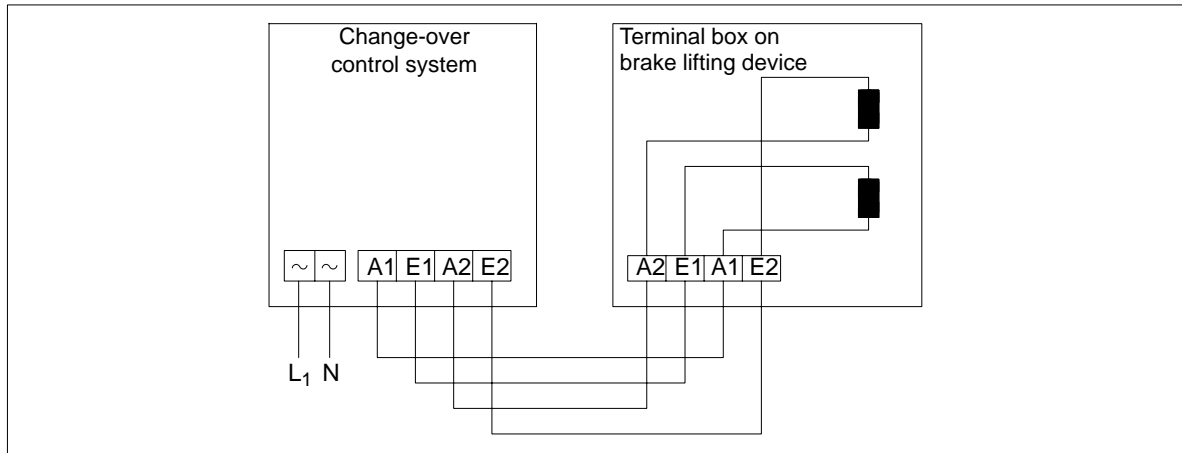 Change-over
control system
Terminal box on
brake lifting device
~ ~ A1 E1 A2 E2
A2 E1 A1 E2
L1 N